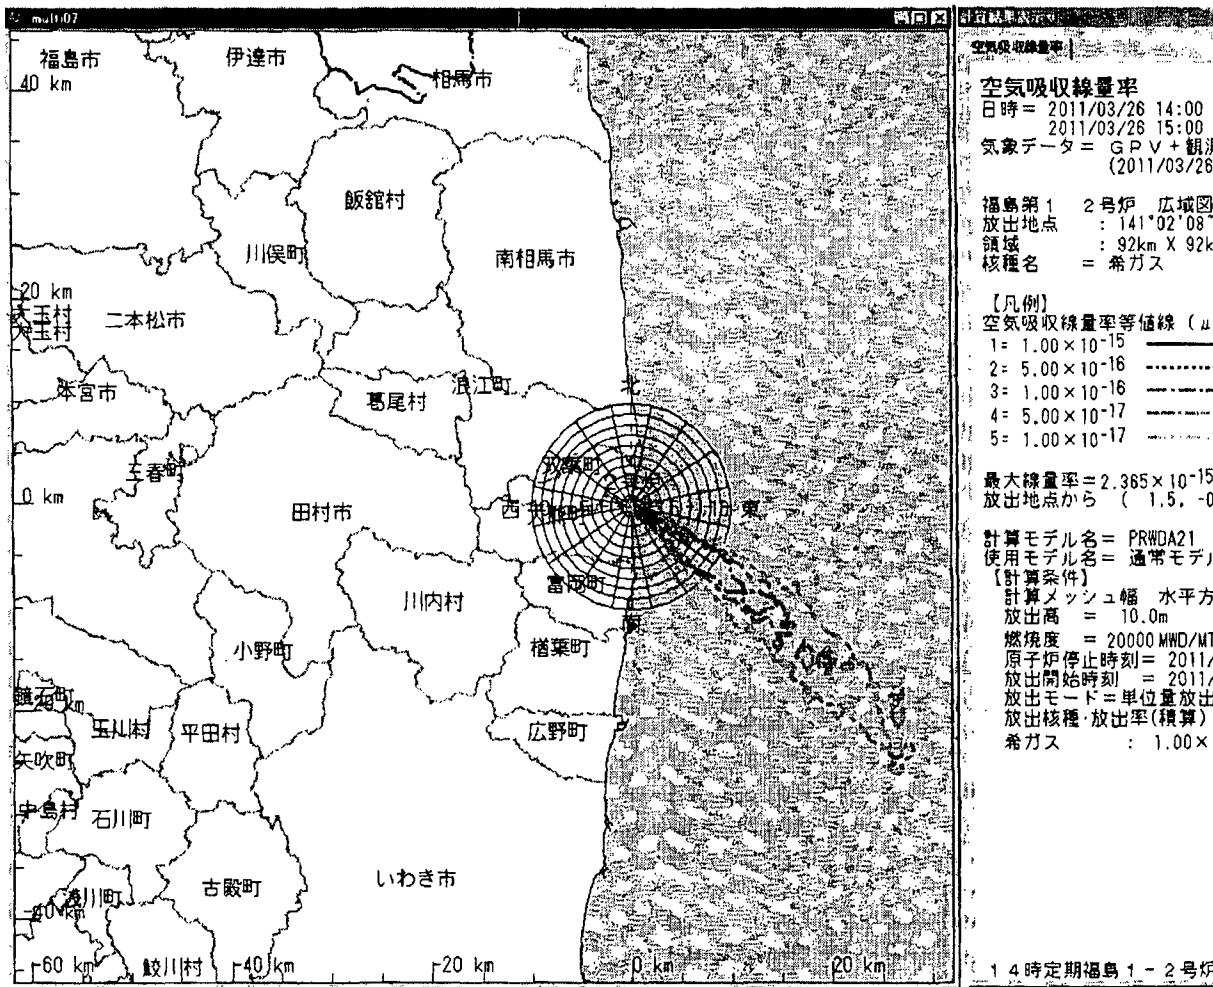 multi07
福島市
伊達市
相馬市
40 km
飯舘村
川俣町
南相馬市
20 km
大玉村
二本松市
本宮市
浪江町
北
葛尾村
双葉町
三春町
0 km
田村市
西
東
富岡町
川内村
南
小野町
楢葉町
鏡石町
玉川村
平田村
広野町
矢吹町
中島村
石川町
いわき市
古殿町
浅川町
-40 km
-60 km
鮫川村
-40 km
-20 km
0 km
20 km
空気吸収線量率
空気吸収線量率
日時= 2011/03/26 14:00
2011/03/26 15:00
気象データ= GPV+観測
(2011/03/26
福島第1 2号炉 広域図
放出地点 : 141°02'08"
領域 : 92km X 92k
核種名 = 希ガス
【凡例】
空気吸収線量率等値線 (μ
1= 1.00×10-15
2= 5.00×10-16
3= 1.00×10-16
4= 5.00×10-17
5= 1.00×10-17
最大線量率=2.365×10-15
放出地点から ( 1.5, -0
計算モデル名= PRWDA21
使用モデル名= 通常モデル
【計算条件】
計算メッシュ幅 水平方
放出高 = 10.0m
燃焼度 = 20000MWD/MT
原子炉停止時刻= 2011/
放出開始時刻 = 2011/
放出モード=単位量放出
放出核種・放出率(積算)
希ガス : 1.00×
14時定期福島1-2号炉